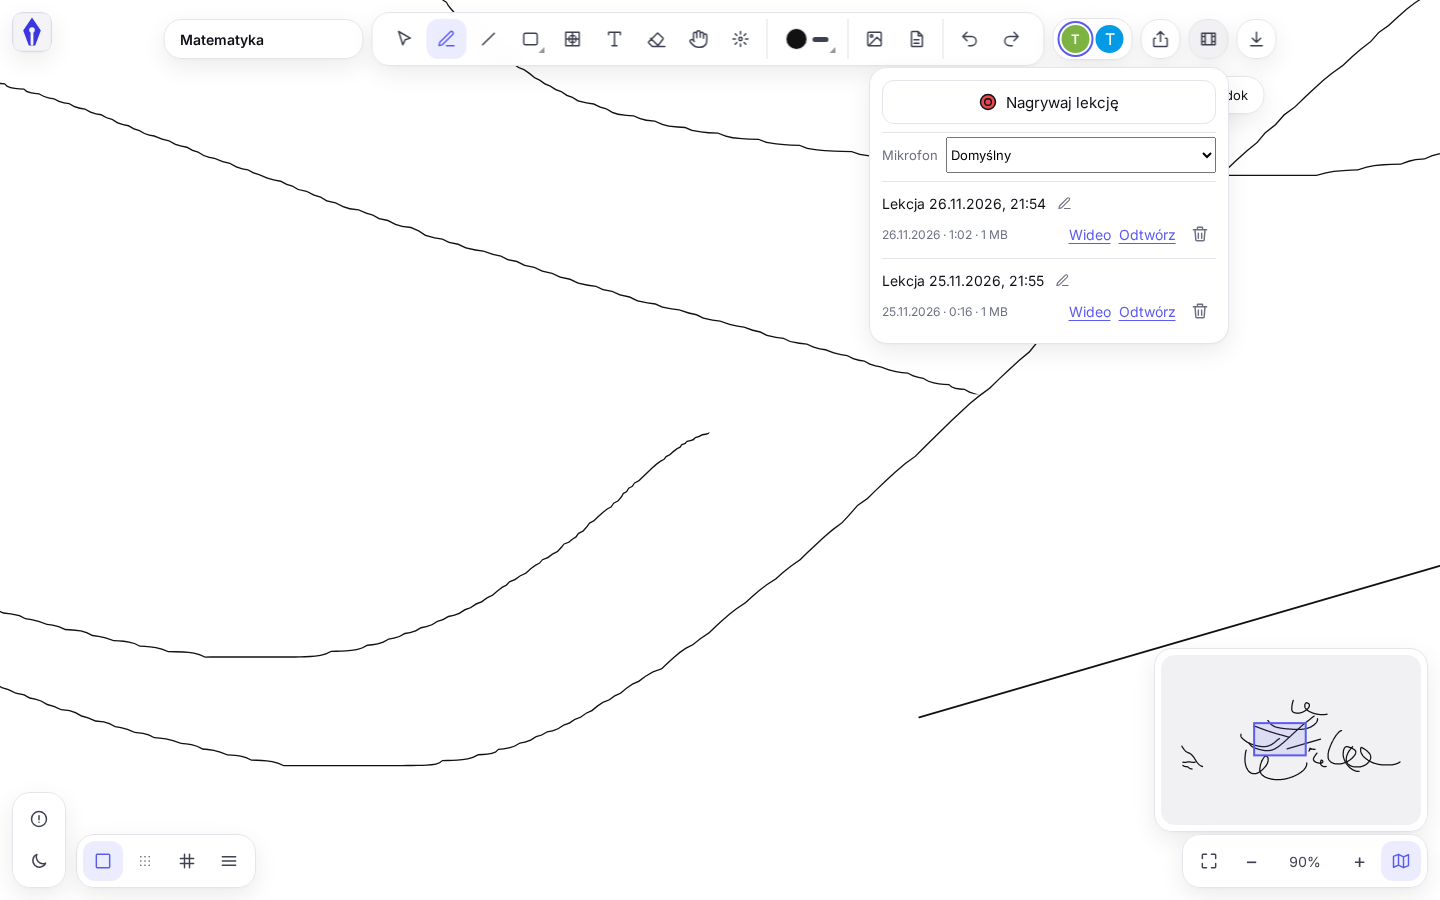 Matematyka
T T
dok
Nagrywaj lekcję
Mikrofon Domyślny
Lekcja 26.11.2026, 21:54
26.11.2026 · 1:02 · 1 MB Wideo Odtwórz
Lekcja 25.11.2026, 21:55
25.11.2026 · 0:16 · 1 MB Wideo Odtwórz
90%